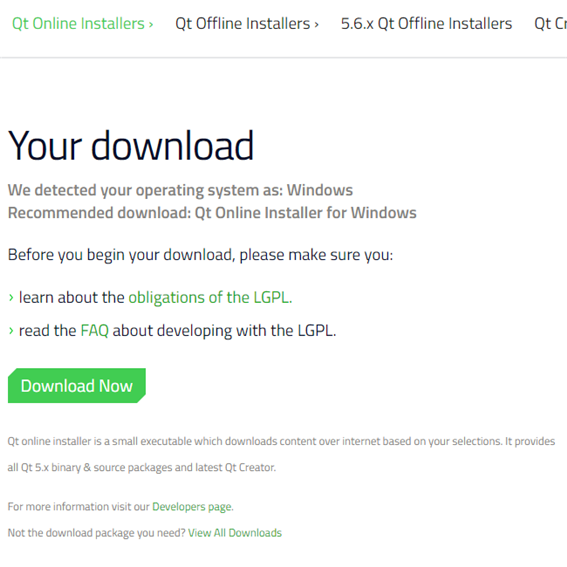 Qt Online Installers › Qt Offline Installers › 5.6.x Qt Offline Installers Qt
Your download
We detected your operating system as: Windows
Recommended download: Qt Online Installer for Windows
Before you begin your download, please make sure you:
› learn about the obligations of the LGPL.
› read the FAQ about developing with the LGPL.
Download Now
Qt online installer is a small executable which downloads content over internet based on your selections. It provides
all Qt 5.x binary & source packages and latest Qt Creator.
For more information visit our Developers page.
Not the download package you need? View All Downloads